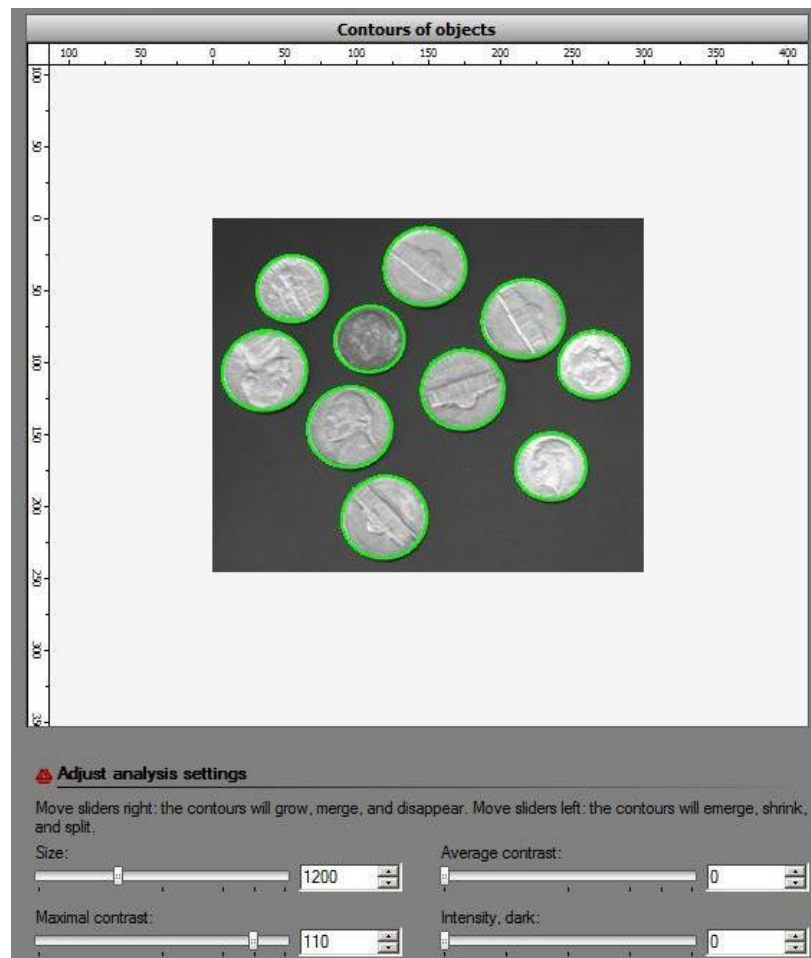 Contours of objects
100 50 0 50 100 150 200 250 300 350 400
100
50
0
50
100
150
200
250
300
35
Adjust analysis settings
Move sliders right: the contours will grow, merge, and disappear. Move sliders left: the contours will emerge, shrink,
and split.
Size: Average contrast:
1200 0
Maximal contrast: Intensity, dark:
110 0